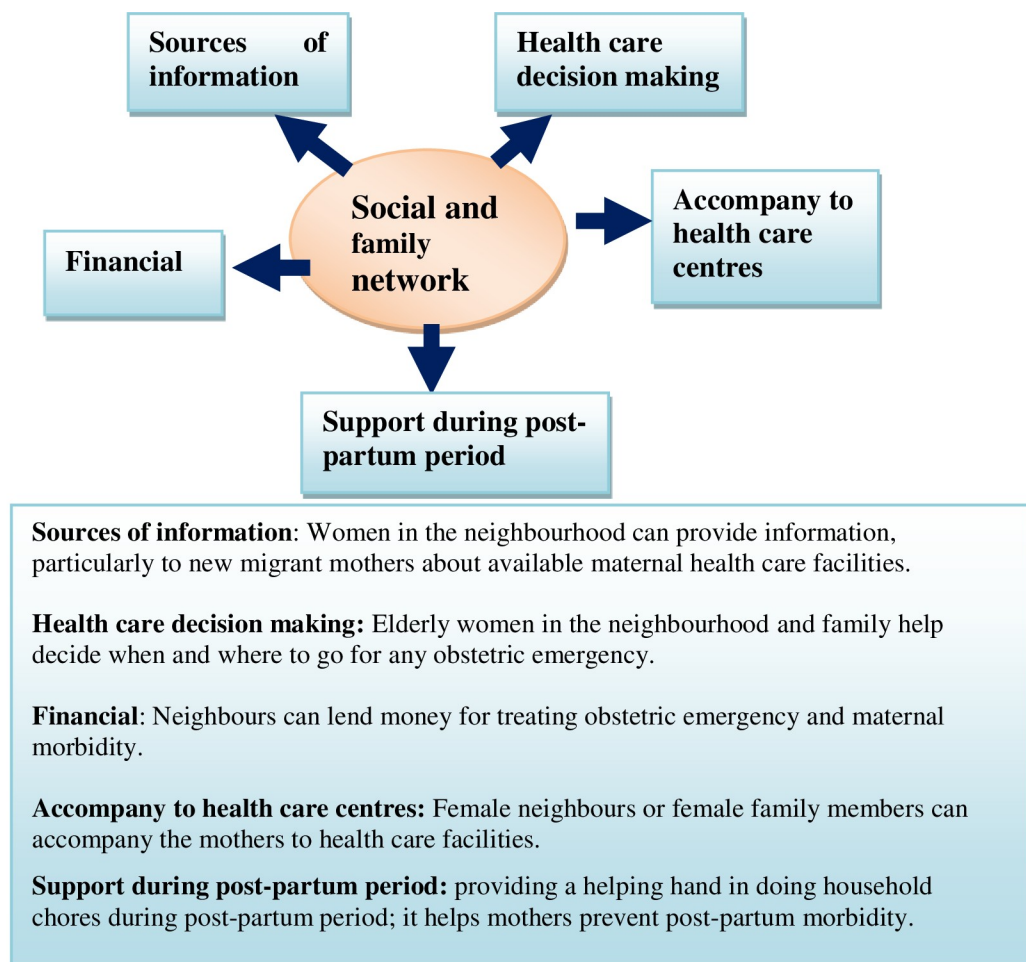 Sources of
information
Health care
decision making
Social and
family
network
Accompany to
health care
centres
Financial
Support during post-
partum period
Sources of information: Women in the neighbourhood can provide information,
particularly to new migrant mothers about available maternal health care facilities.
Health care decision making: Elderly women in the neighbourhood and family help
decide when and where to go for any obstetric emergency.
Financial: Neighbours can lend money for treating obstetric emergency and maternal
morbidity.
Accompany to health care centres: Female neighbours or female family members can
accompany the mothers to health care facilities.
Support during post-partum period: providing a helping hand in doing household
chores during post-partum period; it helps mothers prevent post-partum morbidity.